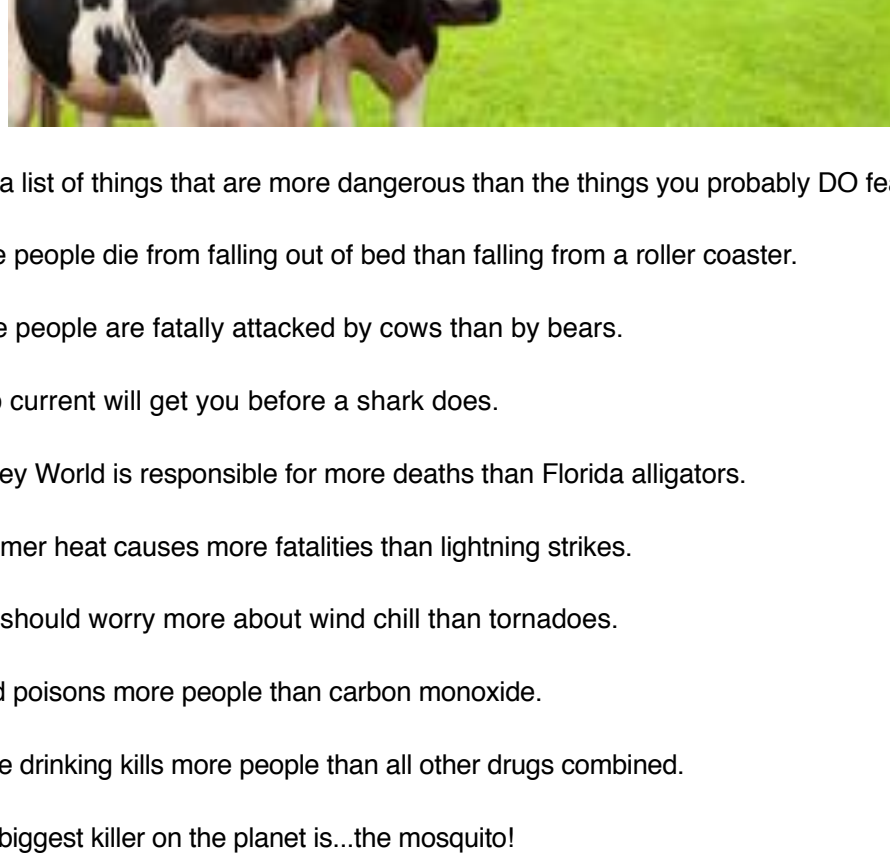 a list of things that are more dangerous than the things you probably DO
people die from falling out of bed than falling from a roller coaster.
people are fatally attacked by cows than by bears.
current will get you before a shark does.
World is responsible for more deaths than Florida alligators.
heat causes more fatalities than lightning strikes.
should worry more about wind chill than tornadoes.
poisons more people than carbon monoxide.
drinking kills more people than all other drugs combined.
biggest killer on the planet is...the mosquito!